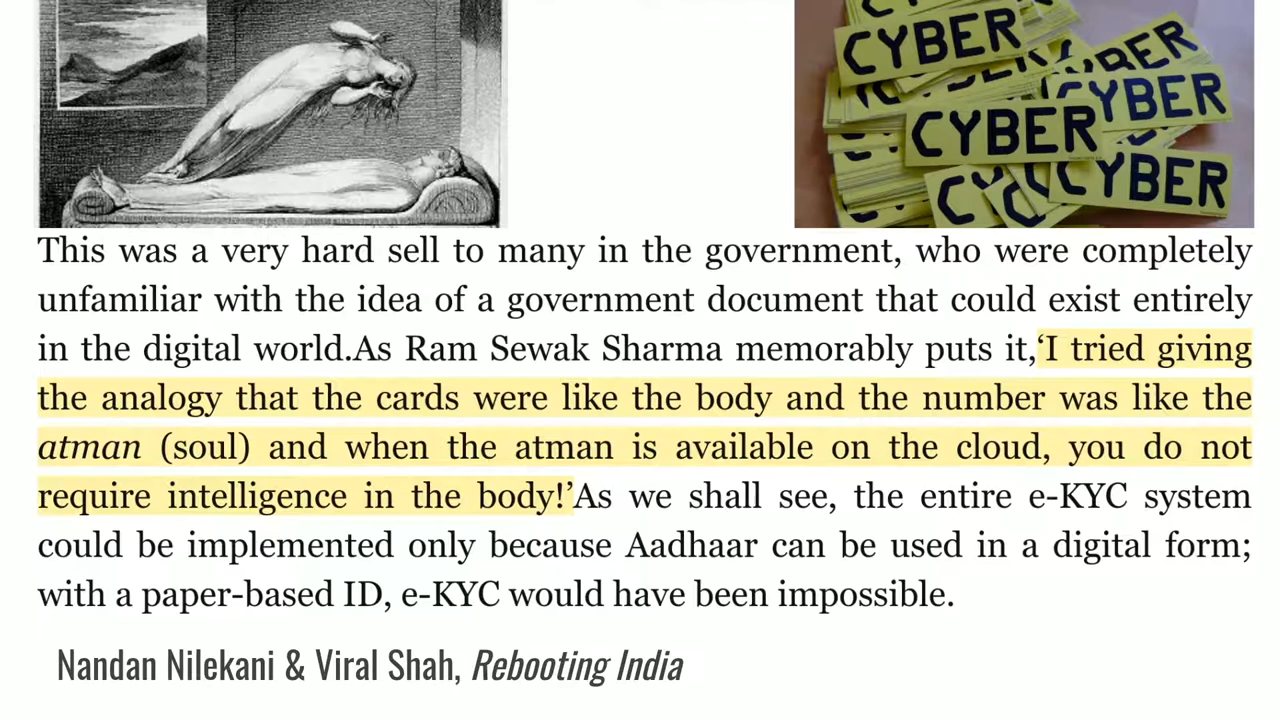 CYBER
CYBER
CYBER
CYBER
CYBER
CYBER
This was a very hard sell to many in the government, who were completely
unfamiliar with the idea of a government document that could exist entirely
in the digital world.As Ram Sewak Sharma memorably puts it,‘I tried giving
the analogy that the cards were like the body and the number was like the
atman (soul) and when the atman is available on the cloud, you do not
require intelligence in the body!’As we shall see, the entire e-KYC system
could be implemented only because Aadhaar can be used in a digital form;
with a paper-based ID, e-KYC would have been impossible.
Nandan Nilekani & Viral Shah, Rebooting India